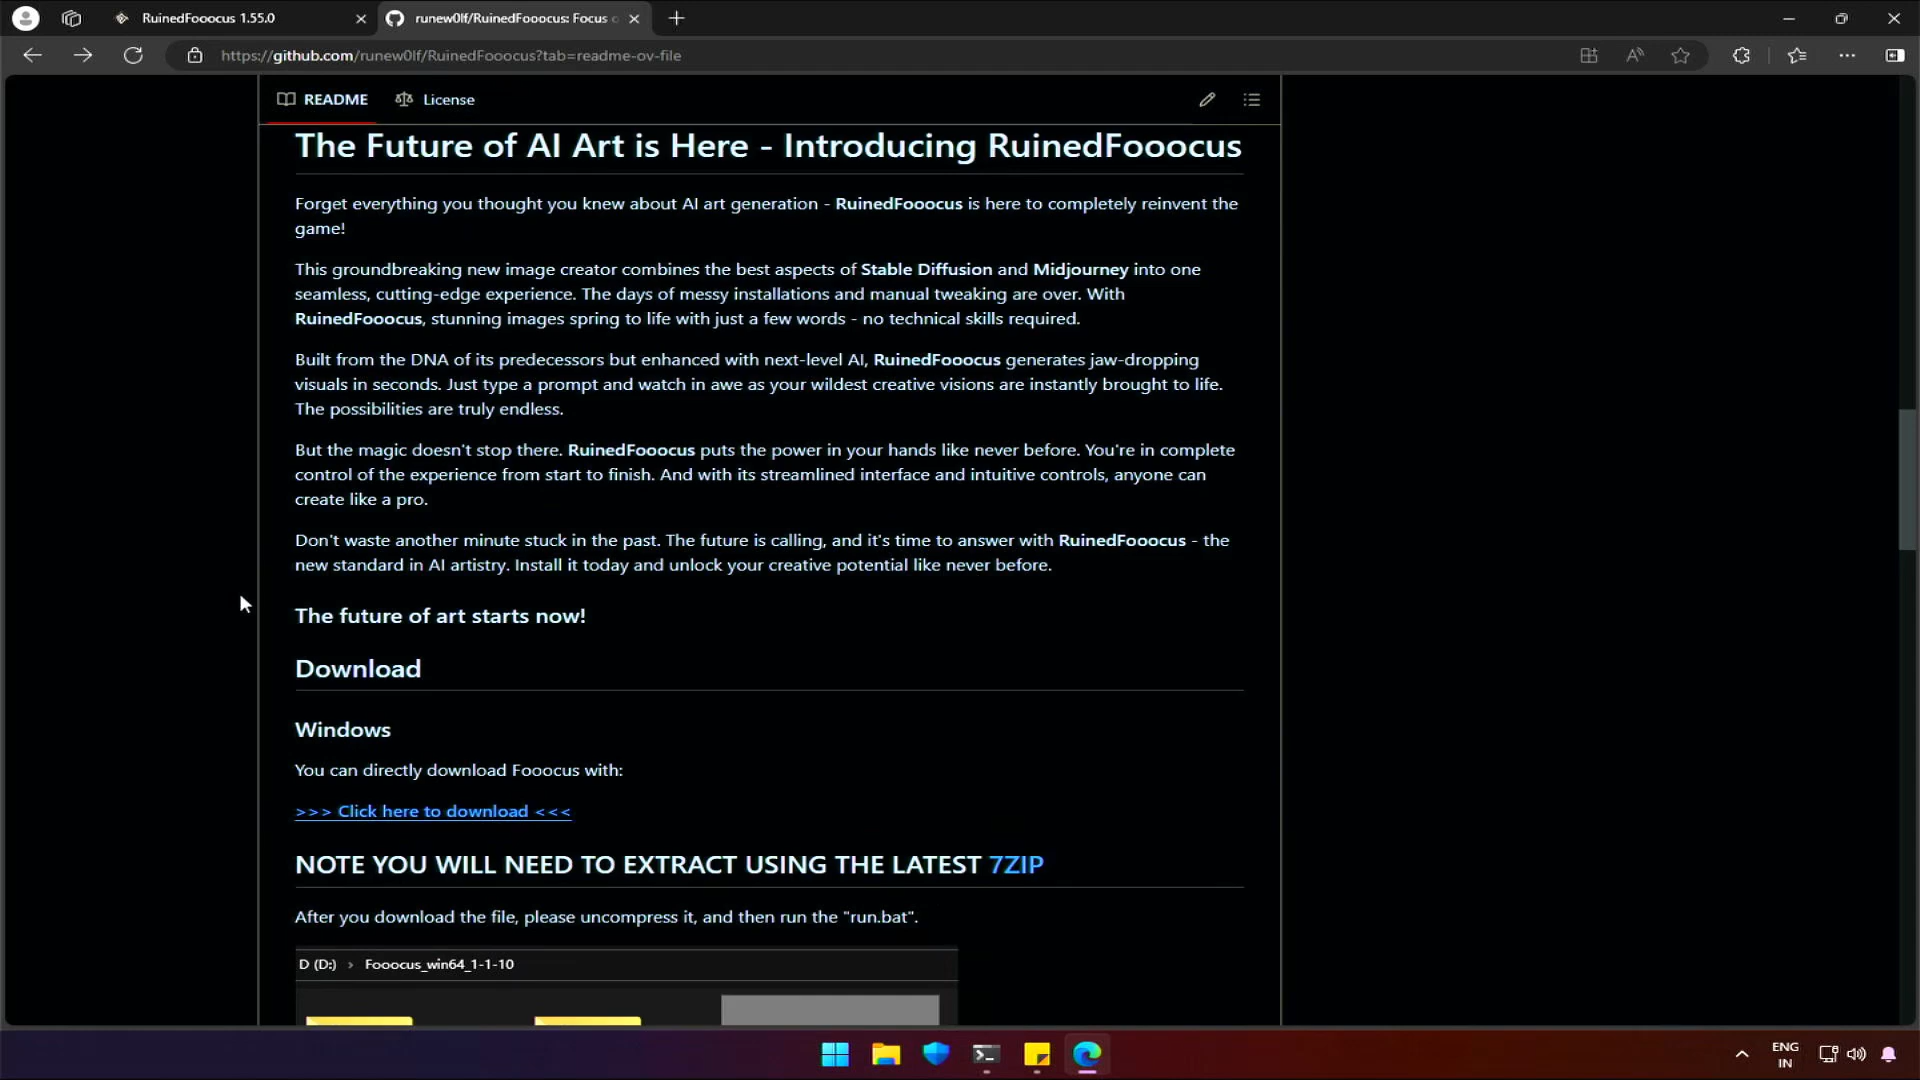 RuinedFooocus 1.55.0
runew0lf/RuinedFooocus: Focus
https://github.com/runew0lf/RuinedFooocus?tab=readme-ov-file
README License
The Future of AI Art is Here - Introducing RuinedFooocus
Forget everything you thought you knew about AI art generation - RuinedFooocus is here to completely reinvent the
game!
This groundbreaking new image creator combines the best aspects of Stable Diffusion and Midjourney into one
seamless, cutting-edge experience. The days of messy installations and manual tweaking are over. With
RuinedFooocus, stunning images spring to life with just a few words - no technical skills required.
Built from the DNA of its predecessors but enhanced with next-level AI, RuinedFooocus generates jaw-dropping
visuals in seconds. Just type a prompt and watch in awe as your wildest creative visions are instantly brought to life.
The possibilities are truly endless.
But the magic doesn't stop there. RuinedFooocus puts the power in your hands like never before. You're in complete
control of the experience from start to finish. And with its streamlined interface and intuitive controls, anyone can
create like a pro.
Don't waste another minute stuck in the past. The future is calling, and it's time to answer with RuinedFooocus - the
new standard in AI artistry. Install it today and unlock your creative potential like never before.
The future of art starts now!
Download
Windows
You can directly download Fooocus with:
>>> Click here to download <<<
NOTE YOU WILL NEED TO EXTRACT USING THE LATEST 7ZIP
After you download the file, please uncompress it, and then run the "run.bat".
D (D:) > Fooocus_win64_1-1-10
ENG
IN